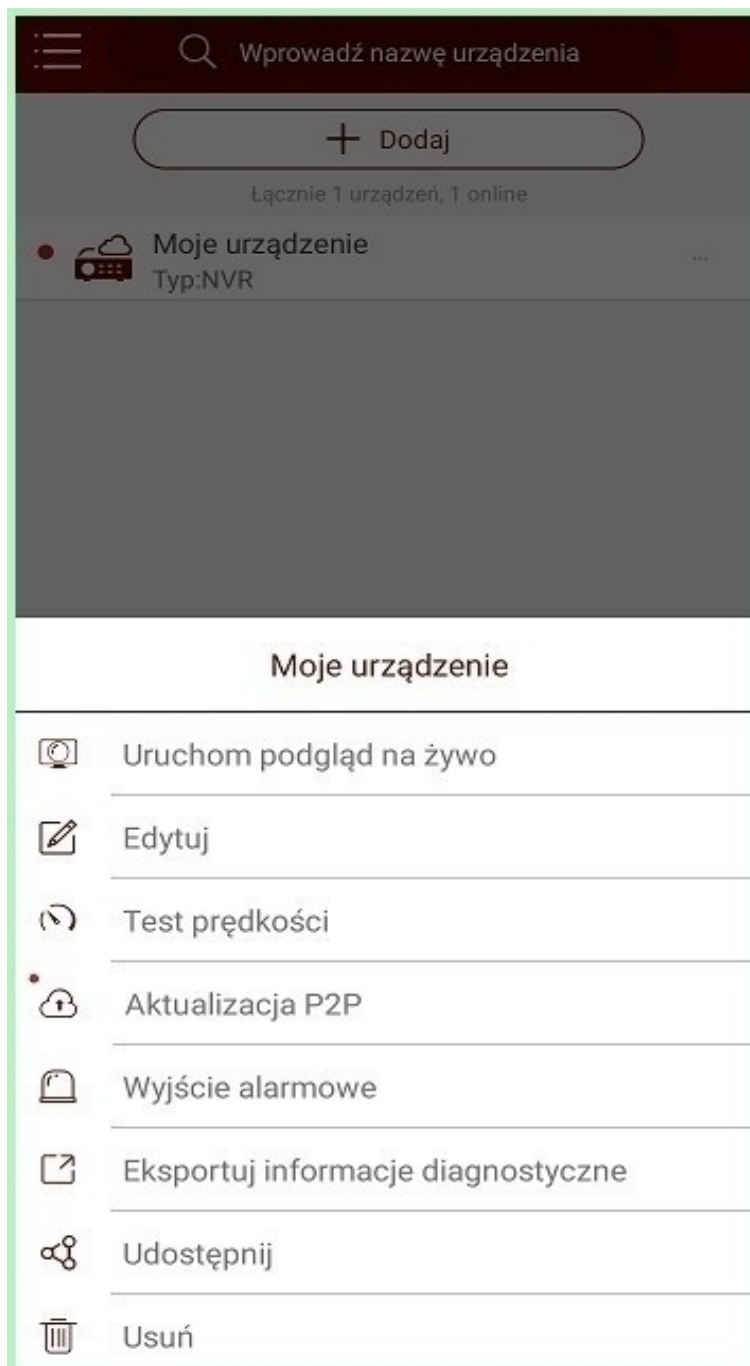 Wprowadź nazwę urządzenia
+ Dodaj
Łącznie 1 urządzeń, 1 online
Moje urządzenie
...
Typ:NVR
Moje urządzenie
Uruchom podgląd na żywo
Edytuj
Test prędkości
Aktualizacja P2P
Wyjście alarmowe
Eksportuj informacje diagnostyczne
Udostępnij
Usuń